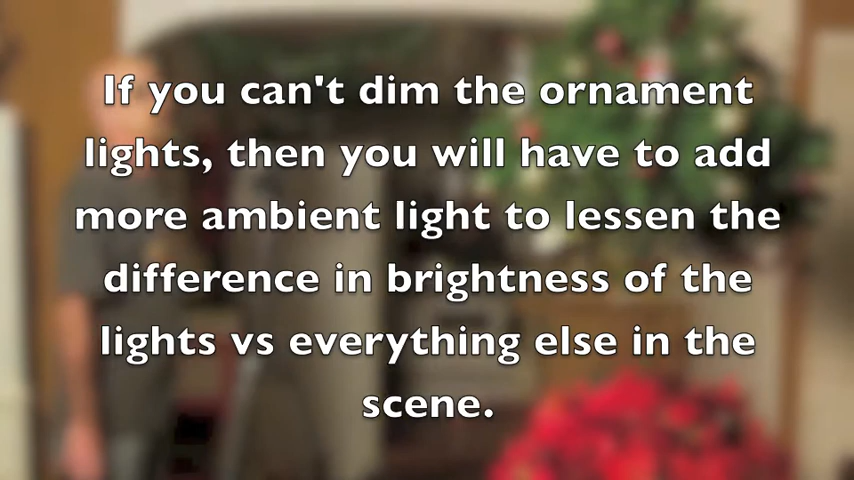 If you can't dim the ornament
lights, then you will have to add
more ambient light to lessen the
difference in brightness of the
lights vs everything else in the
scene.